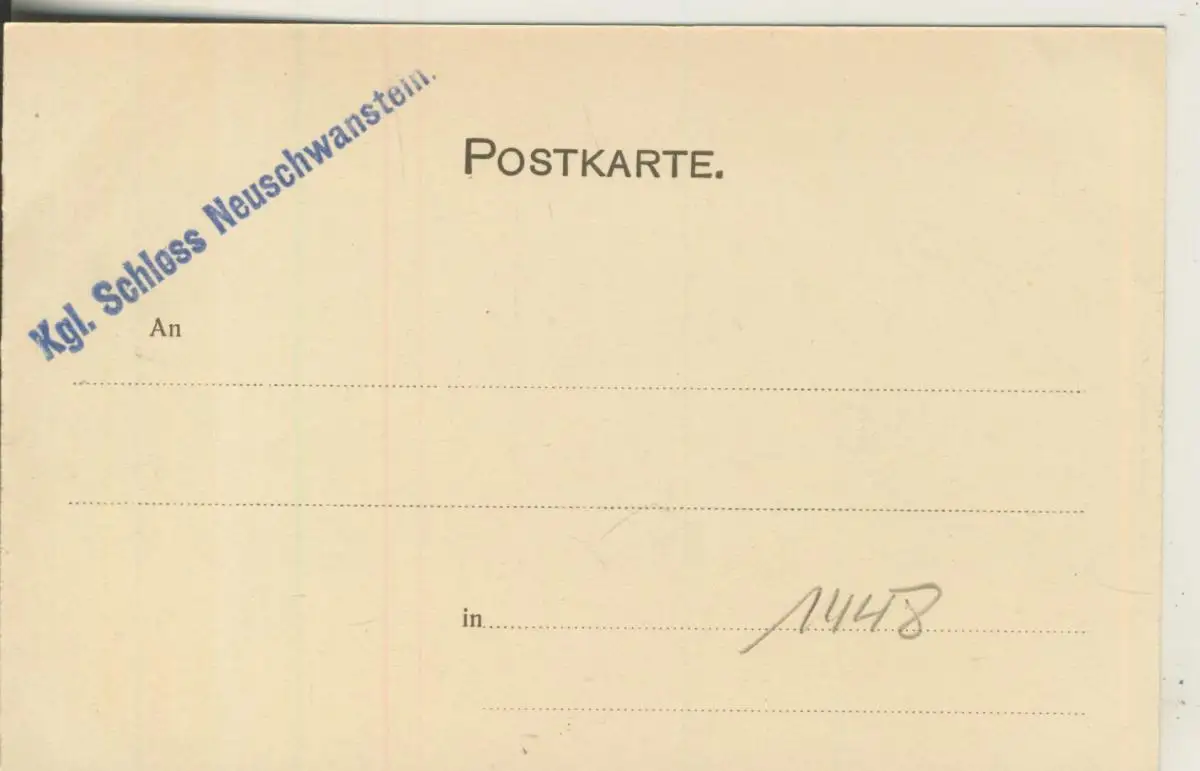 Kgl. Schloss Neuschwanstein.
POSTKARTE.
An
in
1448